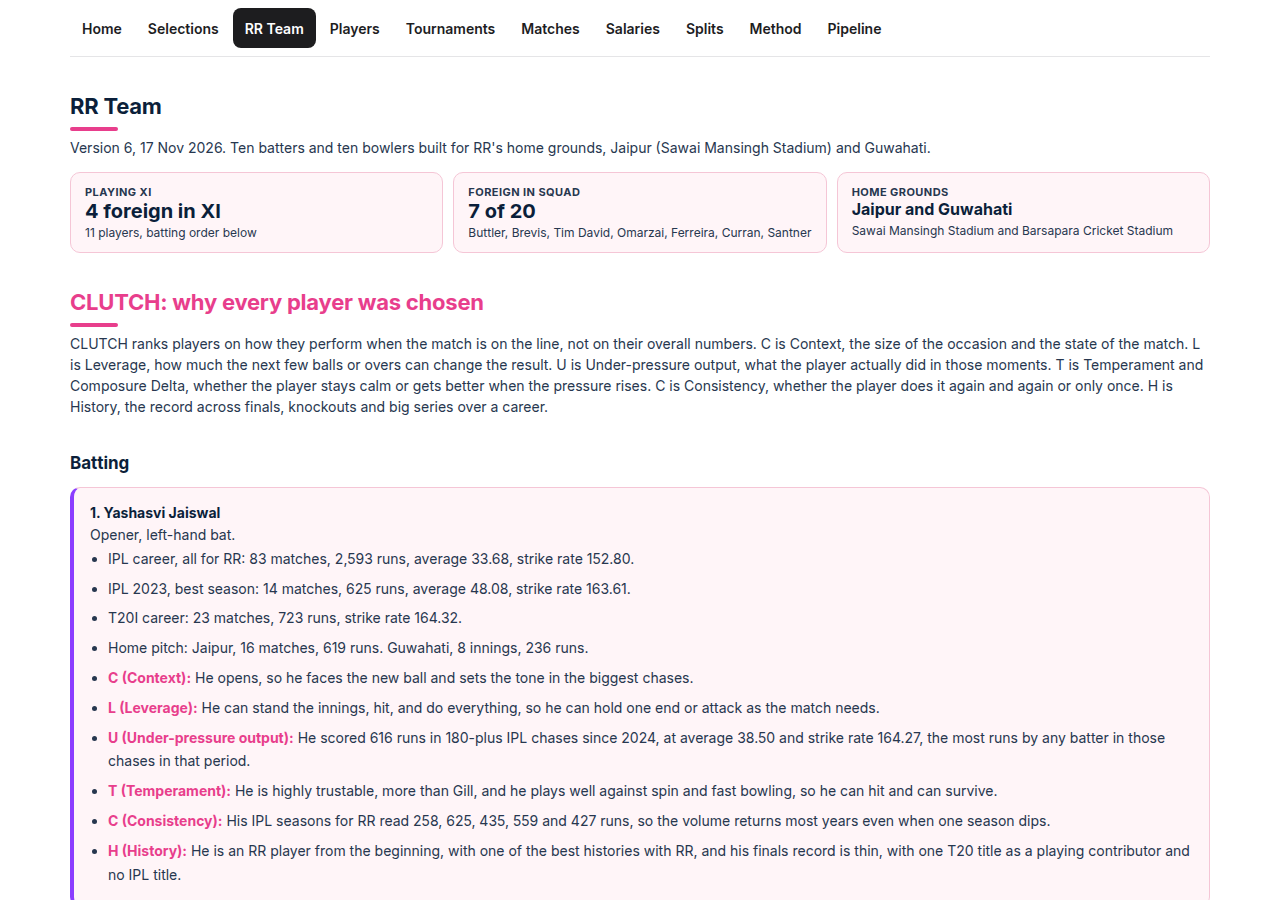 Home Selections RR Team Players Tournaments Matches Salaries Splits Method Pipeline
RR Team
Version 6, 17 Nov 2026. Ten batters and ten bowlers built for RR's home grounds, Jaipur (Sawai Mansingh Stadium) and Guwahati.
PLAYING XI
4 foreign in XI
11 players, batting order below
FOREIGN IN SQUAD
7 of 20
Buttler, Brevis, Tim David, Omarzai, Ferreira, Curran, Santner
HOME GROUNDS
Jaipur and Guwahati
Sawai Mansingh Stadium and Barsapara Cricket Stadium
CLUTCH: why every player was chosen
CLUTCH ranks players on how they perform when the match is on the line, not on their overall numbers. C is Context, the size of the occasion and the state of the match. L
is Leverage, how much the next few balls or overs can change the result. U is Under-pressure output, what the player actually did in those moments. T is Temperament and
Composure Delta, whether the player stays calm or gets better when the pressure rises. C is Consistency, whether the player does it again and again or only once. H is
History, the record across finals, knockouts and big series over a career.
Batting
1. Yashasvi Jaiswal
Opener, left-hand bat.
• IPL career, all for RR: 83 matches, 2,593 runs, average 33.68, strike rate 152.80.
• IPL 2023, best season: 14 matches, 625 runs, average 48.08, strike rate 163.61.
• T20I career: 23 matches, 723 runs, strike rate 164.32.
• Home pitch: Jaipur, 16 matches, 619 runs. Guwahati, 8 innings, 236 runs.
• C (Context): He opens, so he faces the new ball and sets the tone in the biggest chases.
• L (Leverage): He can stand the innings, hit, and do everything, so he can hold one end or attack as the match needs.
• U (Under-pressure output): He scored 616 runs in 180-plus IPL chases since 2024, at average 38.50 and strike rate 164.27, the most runs by any batter in those
chases in that period.
• T (Temperament): He is highly trustable, more than Gill, and he plays well against spin and fast bowling, so he can hit and can survive.
• C (Consistency): His IPL seasons for RR read 258, 625, 435, 559 and 427 runs, so the volume returns most years even when one season dips.
• H (History): He is an RR player from the beginning, with one of the best histories with RR, and his finals record is thin, with one T20 title as a playing contributor and
no IPL title.